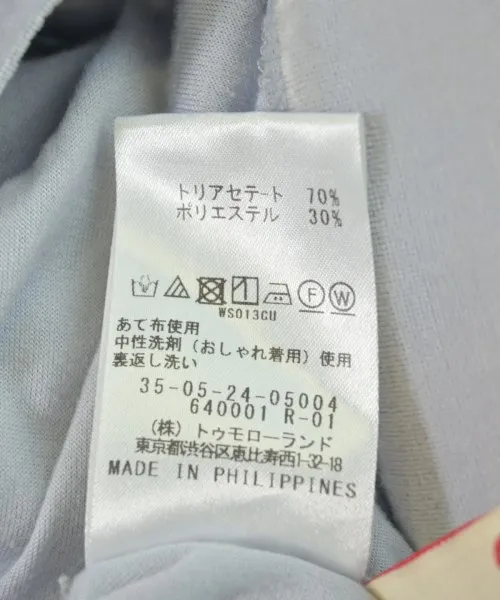 トリアセテート 70%
ポリエステル 30%
F W
WS013CU
あて布使用
中性洗剤（おしゃれ着用）使用
裏返し洗い
35-05-24-05004
640001 R-01
（株）トゥモローランド
東京都渋谷区恵比寿西1-32-18
MADE IN PHILIPPINES